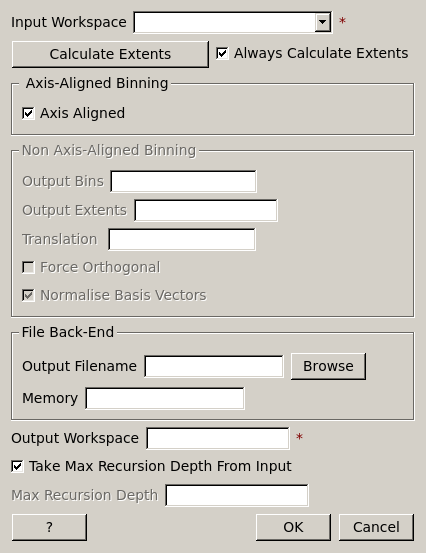 Input Workspace *
Calculate Extents Always Calculate Extents
Axis-Aligned Binning
Axis Aligned
Non Axis-Aligned Binning
Output Bins
Output Extents
Translation
Force Orthogonal
Normalise Basis Vectors
File Back-End
Output Filename Browse
Memory
Output Workspace *
Take Max Recursion Depth From Input
Max Recursion Depth
? OK Cancel